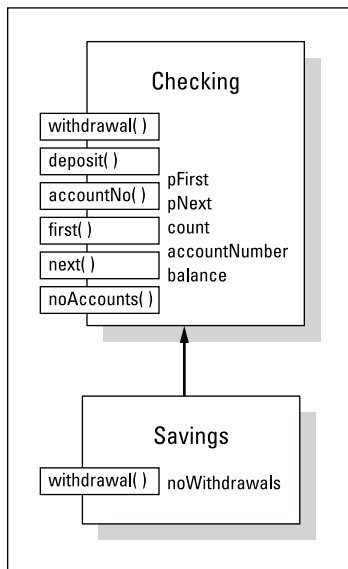 Checking
withdrawal( )
deposit( )
accountNo( )
first( )
next( )
noAccounts( )
pFirst
pNext
count
accountNumber
balance
Savings
withdrawal( )
noWithdrawals